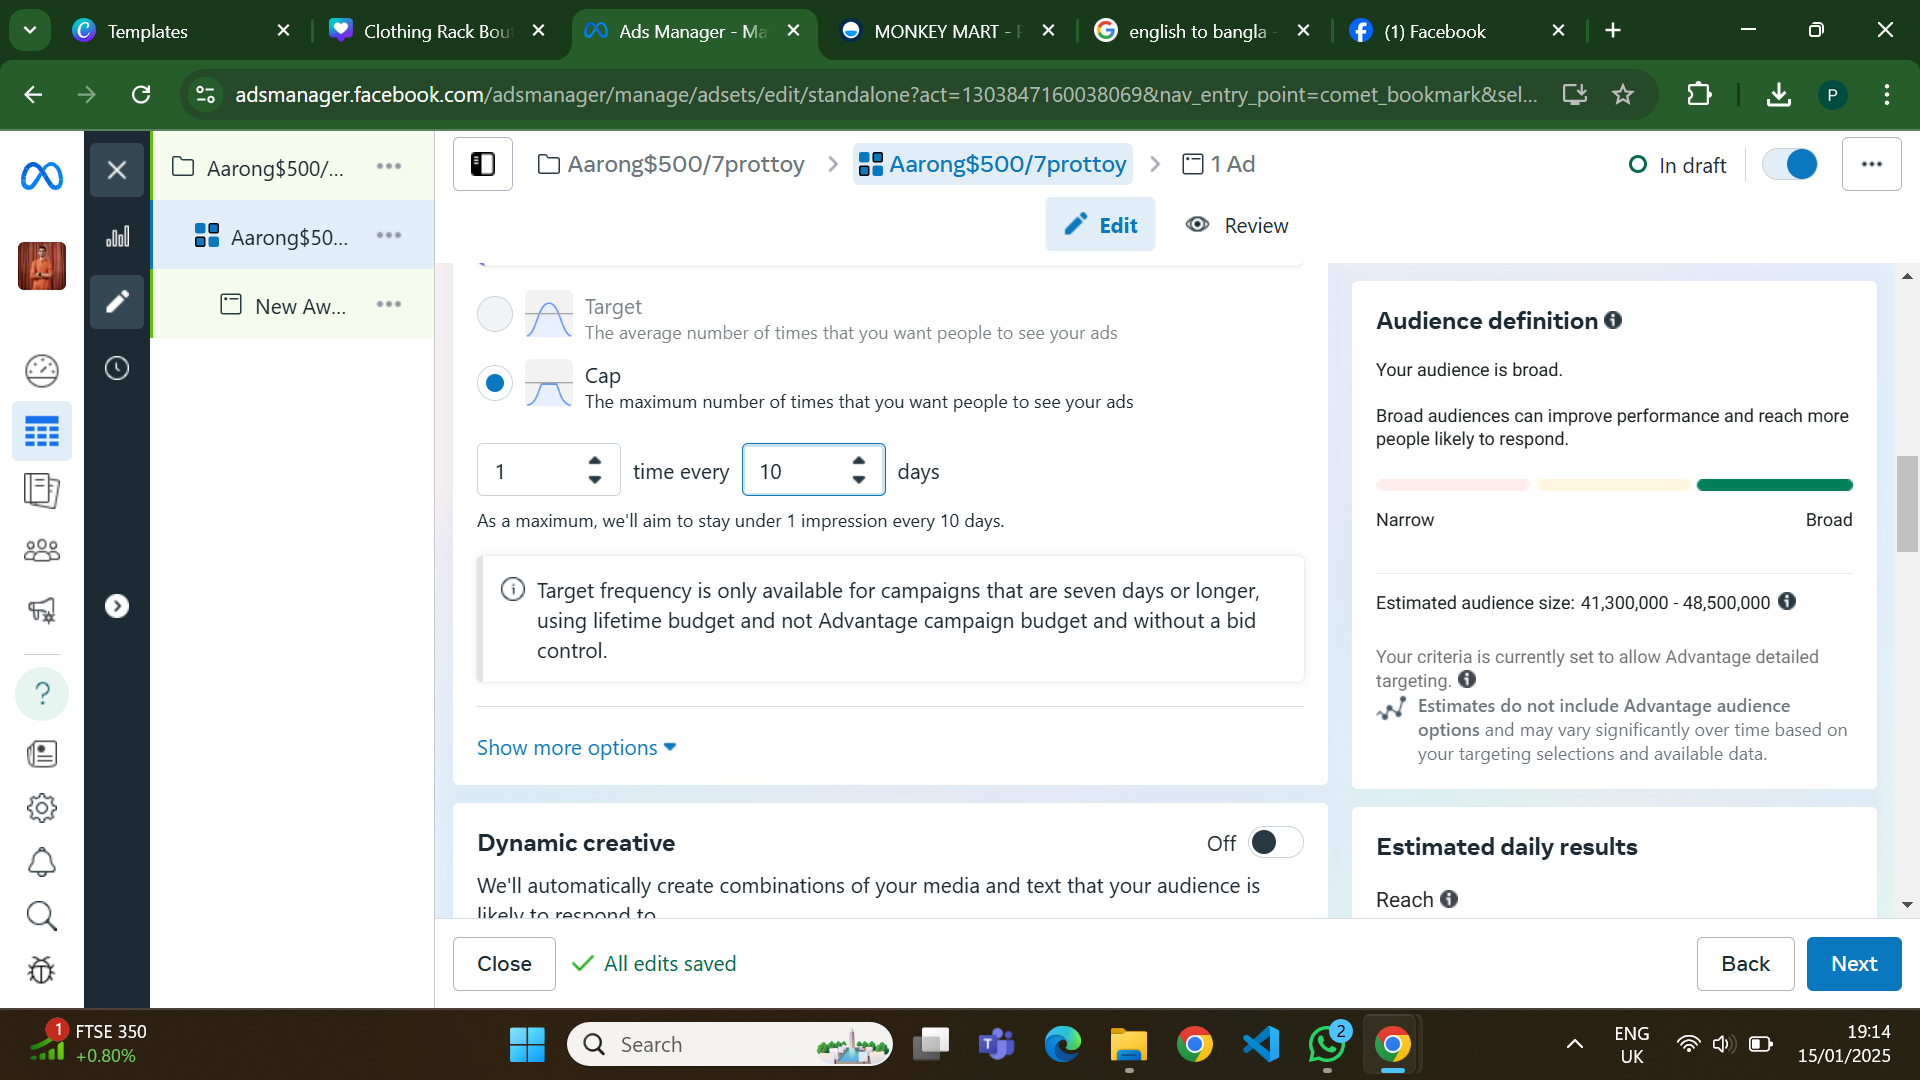 Templates
Clothing Rack Bou
Ads Manager - Ma
MONKEY MART - P
english to bangla -
(1) Facebook
adsmanager.facebook.com/adsmanager/manage/adsets/edit/standalone?act=1303847160038069&nav_entry_point=comet_bookmark&sel...
P
Aarong$500/...
Aarong$50...
New Aw...
Aarong$500/7prottoy
Aarong$500/7prottoy
1 Ad
In draft
Edit
Review
Target
The average number of times that you want people to see your ads
Cap
The maximum number of times that you want people to see your ads
1 time every 10 days
As a maximum, we'll aim to stay under 1 impression every 10 days.
Target frequency is only available for campaigns that are seven days or longer,
using lifetime budget and not Advantage campaign budget and without a bid
control.
Show more options
Dynamic creative
Off
We'll automatically create combinations of your media and text that your audience is
likely to respond to
Audience definition
Your audience is broad.
Broad audiences can improve performance and reach more
people likely to respond.
Narrow
Broad
Estimated audience size: 41,300,000 - 48,500,000
Your criteria is currently set to allow Advantage detailed
targeting.
Estimates do not include Advantage audience
options and may vary significantly over time based on
your targeting selections and available data.
Estimated daily results
Reach
Close
All edits saved
Back
Next
1
FTSE 350
+0.80%
Search
2
ENG
UK
19:14
15/01/2025